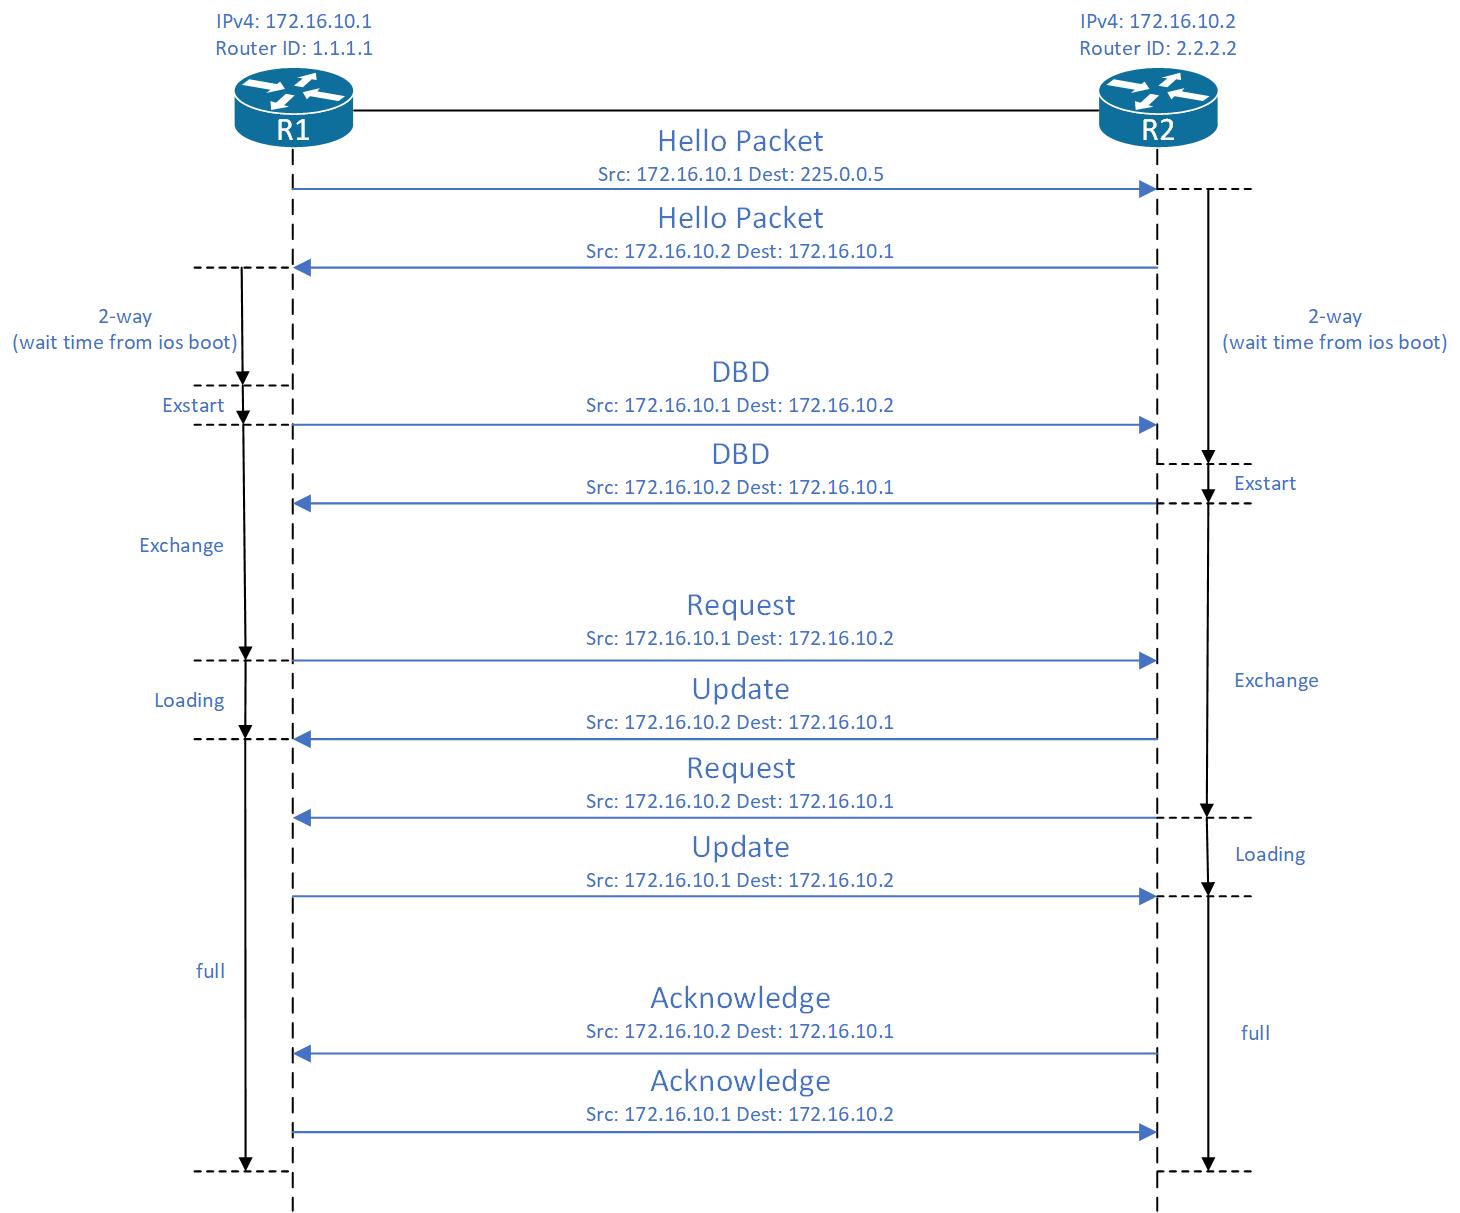 IPv4: 172.16.10.1
Router ID: 1.1.1.1
IPv4: 172.16.10.2
Router ID: 2.2.2.2
R1
R2
Hello Packet
Src: 172.16.10.1 Dest: 225.0.0.5
Hello Packet
Src: 172.16.10.2 Dest: 172.16.10.1
2-way
(wait time from ios boot)
2-way
(wait time from ios boot)
DBD
Src: 172.16.10.1 Dest: 172.16.10.2
Exstart
DBD
Src: 172.16.10.2 Dest: 172.16.10.1
Exstart
Exchange
Request
Src: 172.16.10.1 Dest: 172.16.10.2
Exchange
Update
Src: 172.16.10.2 Dest: 172.16.10.1
Loading
Request
Src: 172.16.10.2 Dest: 172.16.10.1
Update
Src: 172.16.10.1 Dest: 172.16.10.2
Loading
full
Acknowledge
Src: 172.16.10.2 Dest: 172.16.10.1
full
Acknowledge
Src: 172.16.10.1 Dest: 172.16.10.2